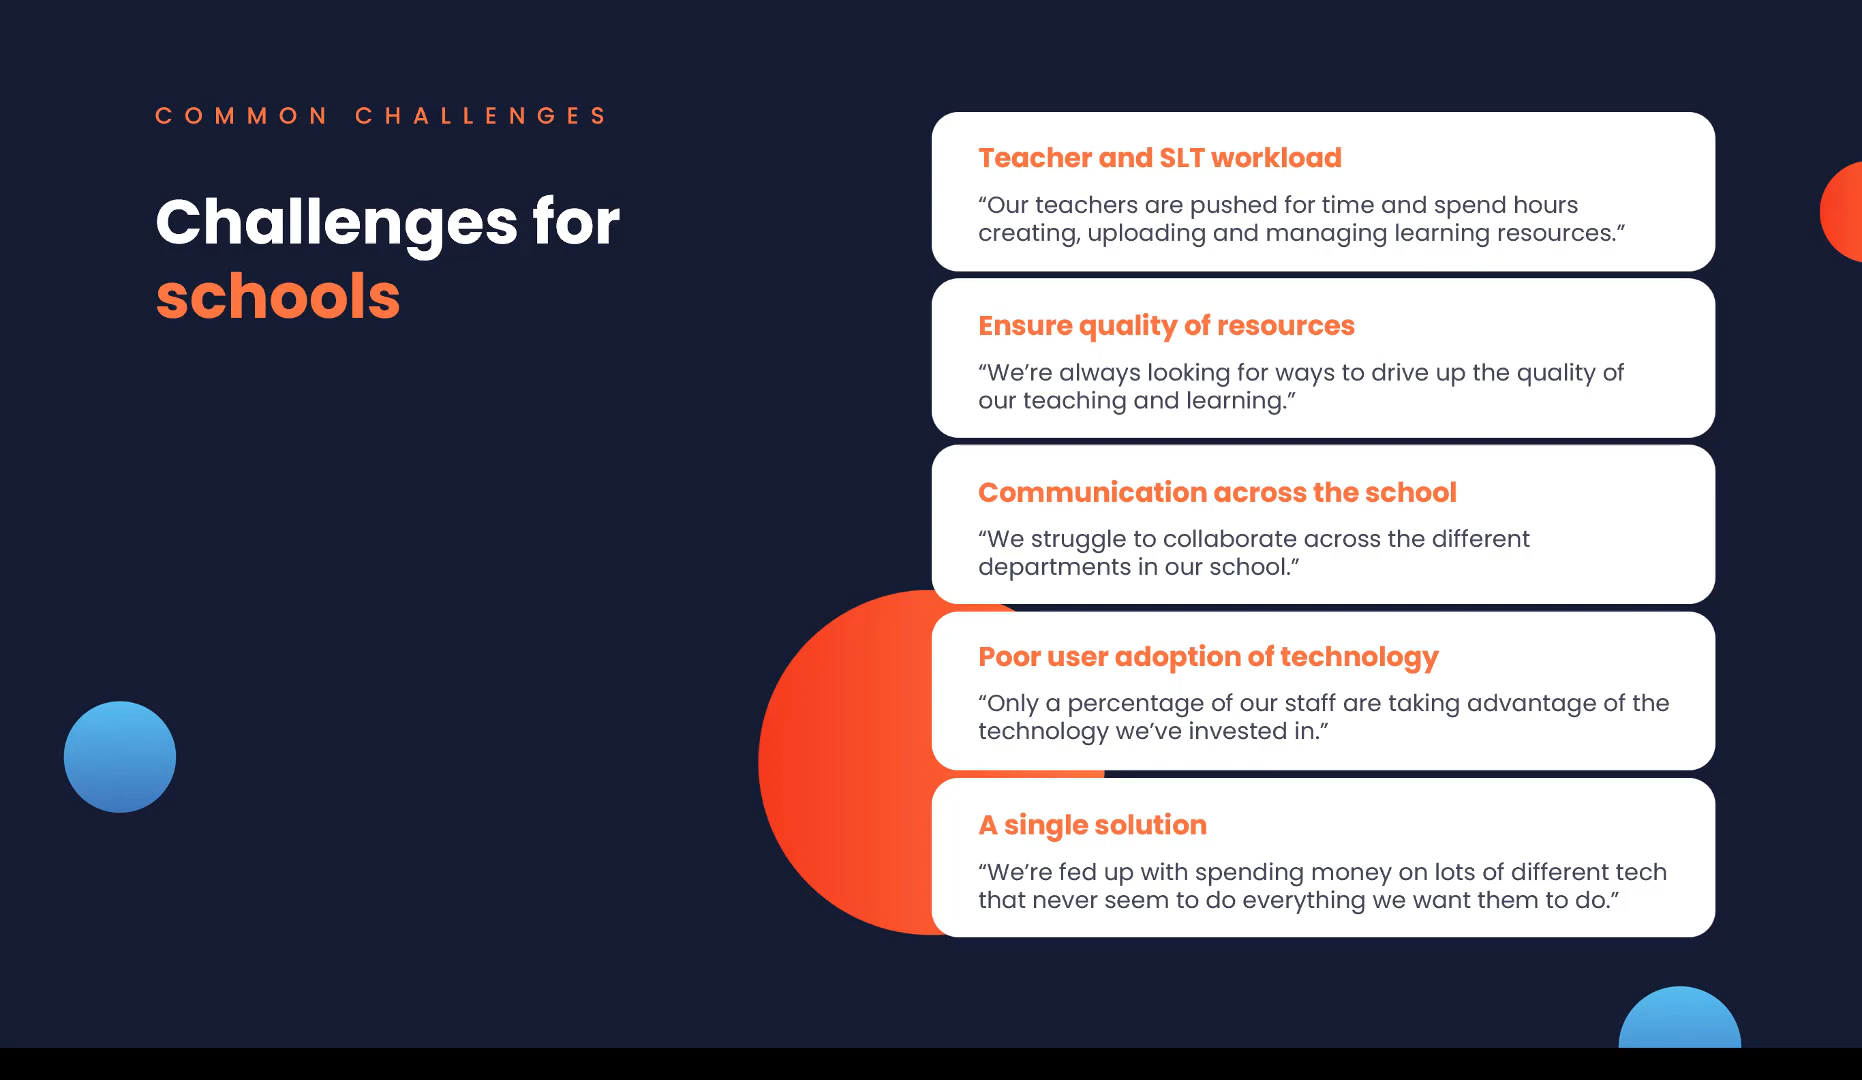 COMMON CHALLENGES
Challenges for
schools
Teacher and SLT workload
“Our teachers are pushed for time and spend hours
creating, uploading and managing learning resources.”
Ensure quality of resources
“We’re always looking for ways to drive up the quality of
our teaching and learning.”
Communication across the school
“We struggle to collaborate across the different
departments in our school.”
Poor user adoption of technology
“Only a percentage of our staff are taking advantage of the
technology we’ve invested in.”
A single solution
“We’re fed up with spending money on lots of different tech
that never seem to do everything we want them to do.”